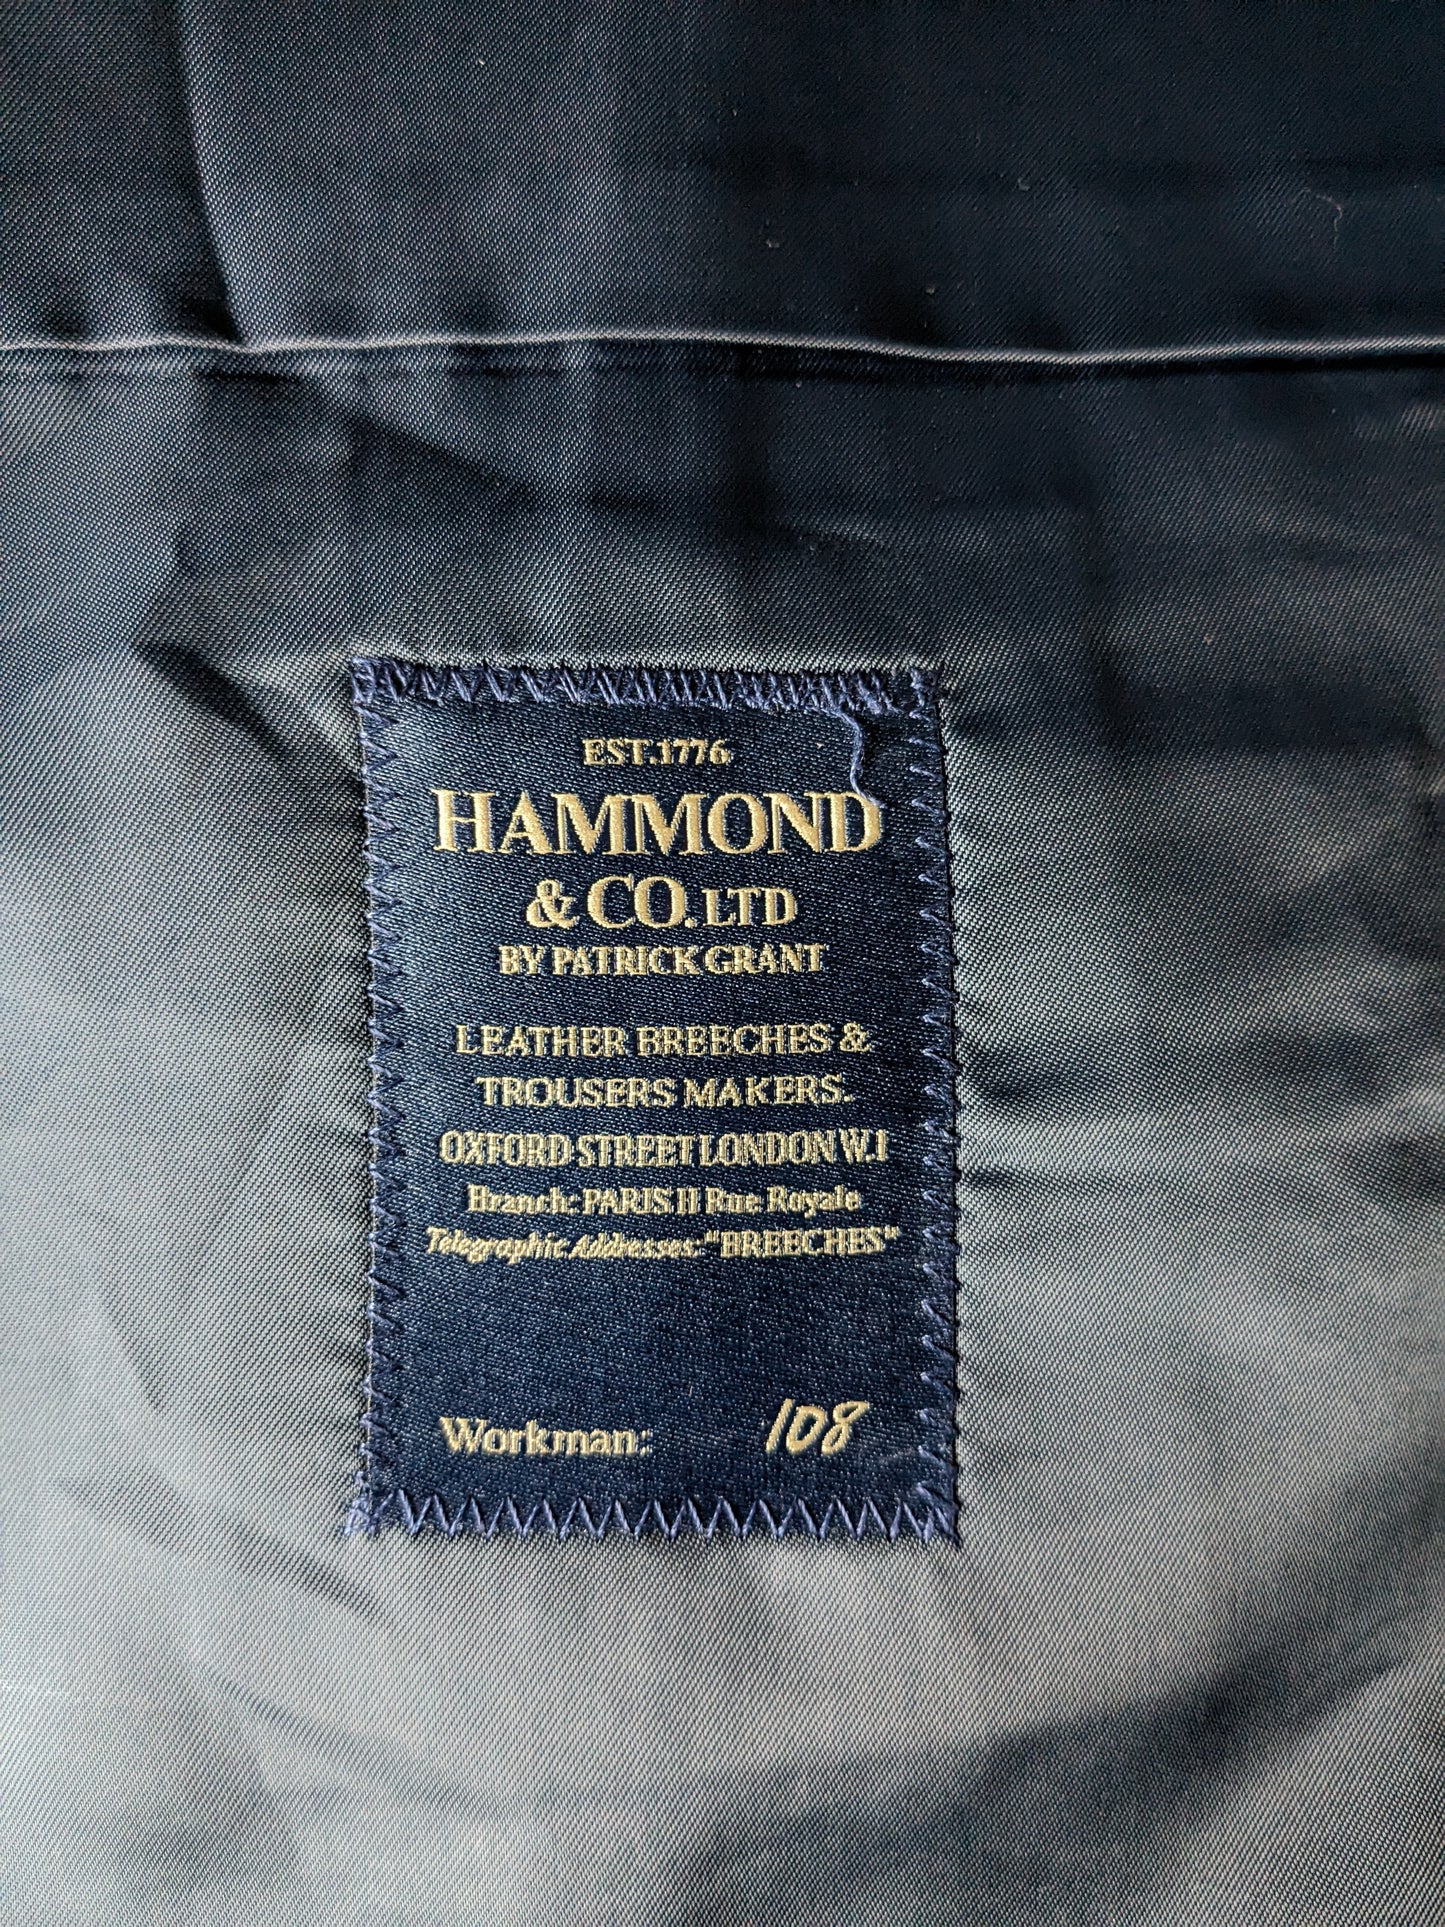 EST.1776
HAMMOND
& CO. LTD
BY PATRICK GRANT
LEATHER BREECHES &
TROUSERS MAKERS.
OXFORD STREET LONDON W.1
Branch: PARIS 11 Rue Royale
Telegraphic Addresses: "BREECHES"
Workman: 108